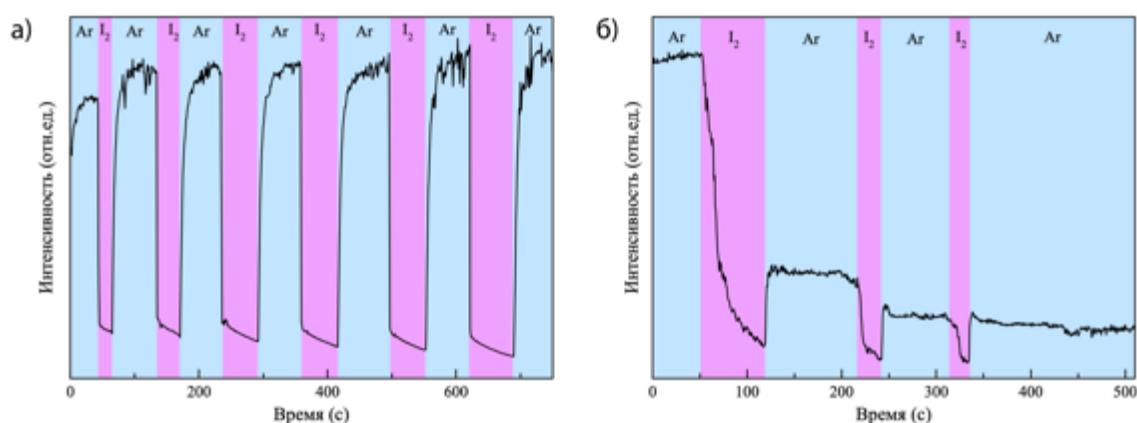 а)
Ar I₂ Ar I₂ Ar I₂ Ar I₂ Ar I₂ Ar I₂ Ar
Интенсивность (отн.ед.)
0 200 400 600
Время (с)
б)
Ar I₂ Ar I₂ Ar I₂ Ar
Интенсивность (отн.ед.)
0 100 200 300 400 500
Время (с)